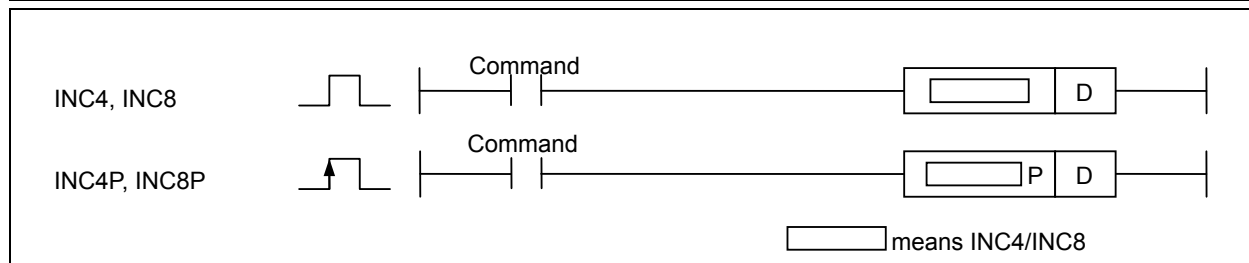 Command
INC4, INC8
D
Command
INC4P, INC8P
P
D
means INC4/INC8